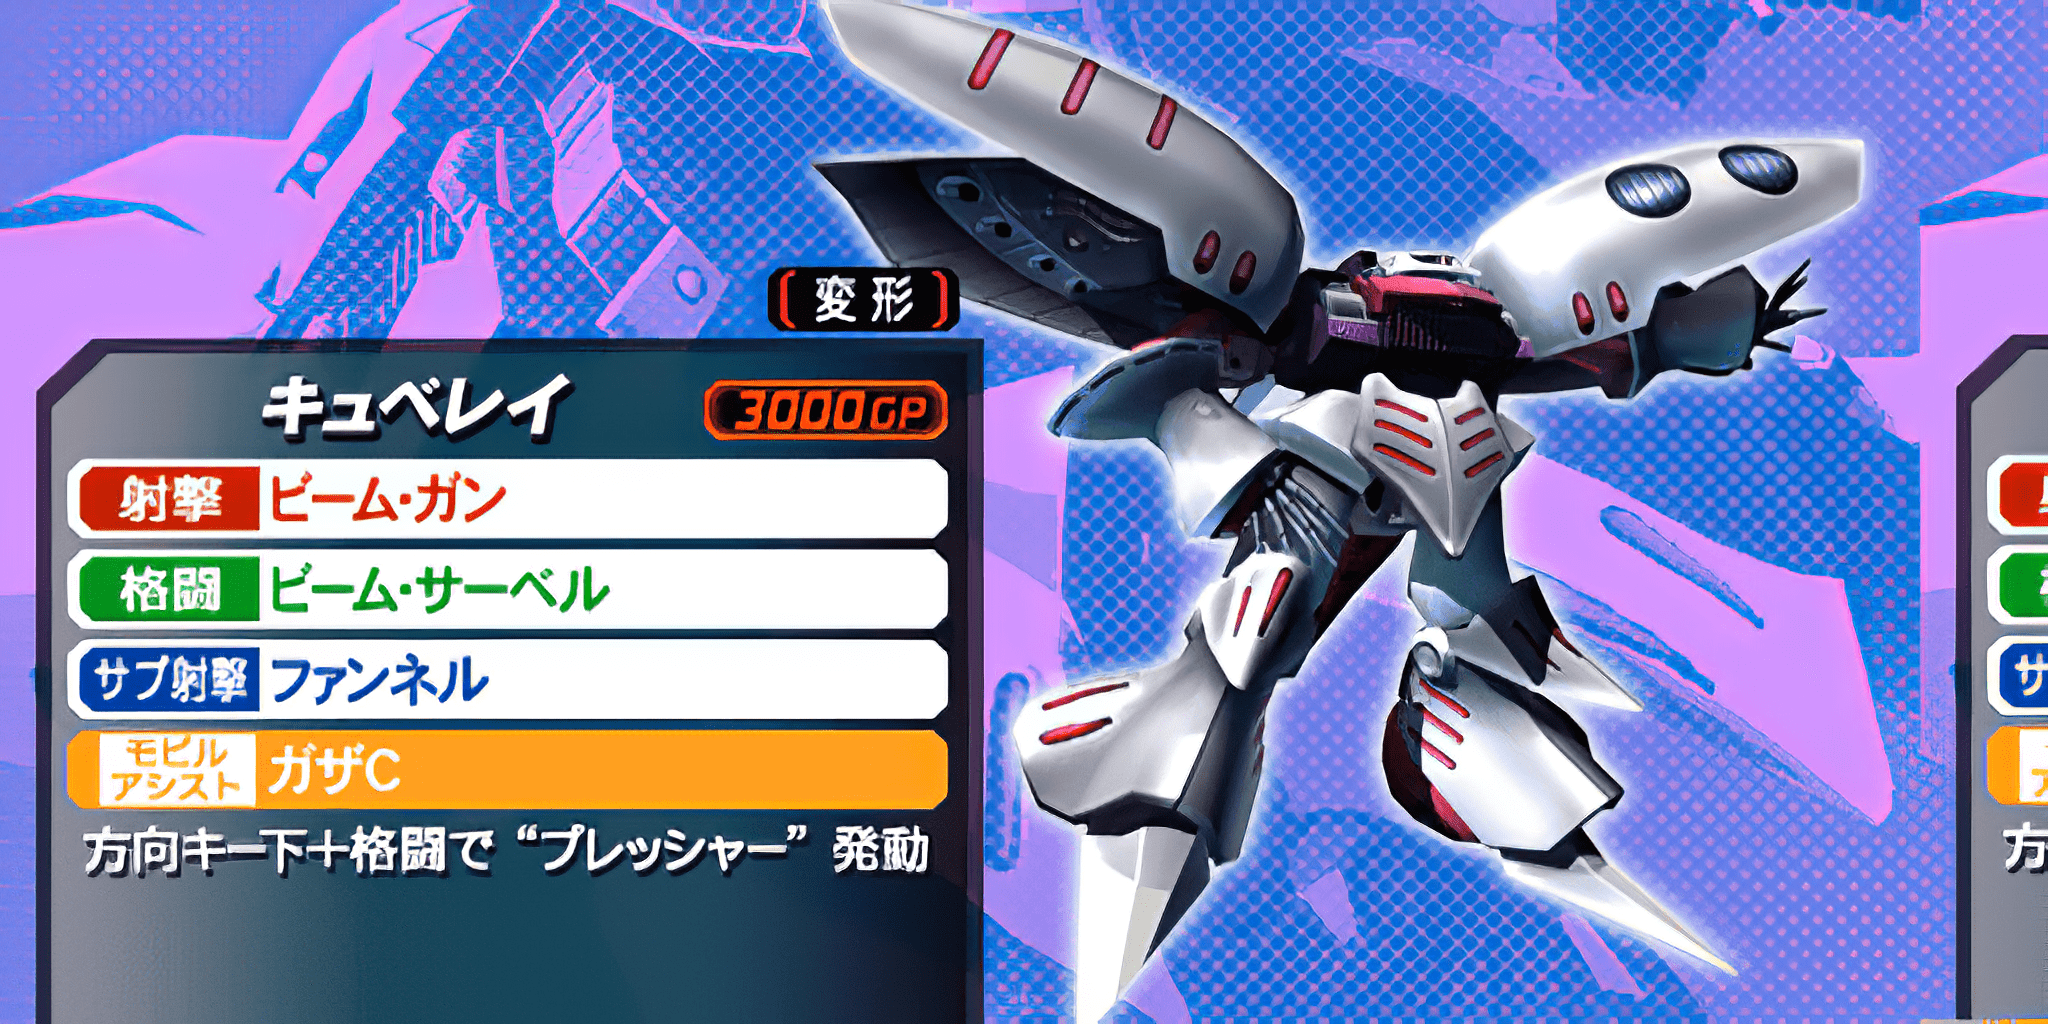 変形
キュベレイ 3000GP
射撃 ビーム・ガン
格闘 ビーム・サーベル
サブ射撃 ファンネル
モビル
アシスト ガザC
方向キー下＋格闘で“プレッシャー”発動
サ
方